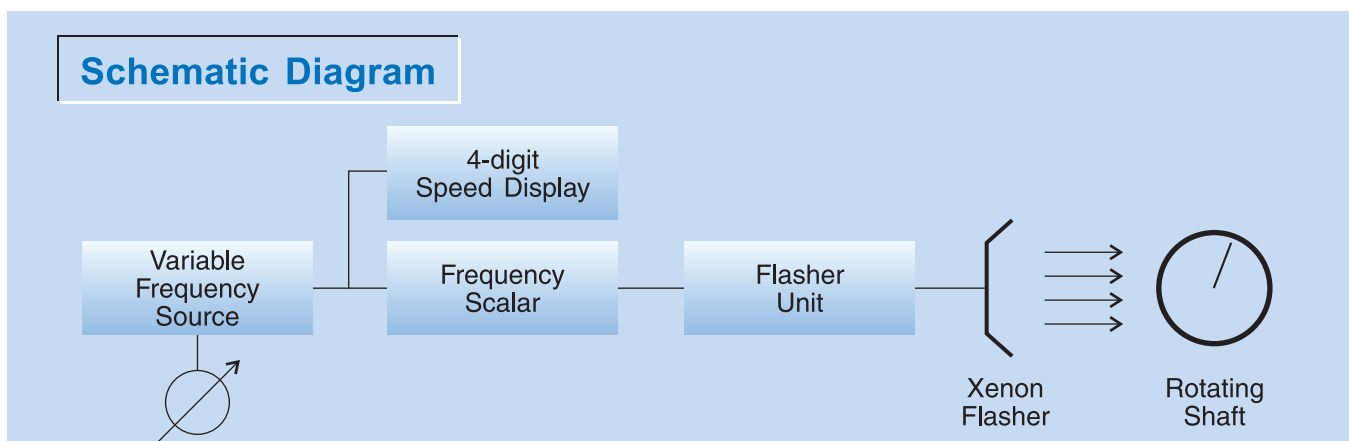 Schematic Diagram
4-digit
Speed Display
Variable
Frequency
Source
Frequency
Scalar
Flasher
Unit
Xenon
Flasher
Rotating
Shaft